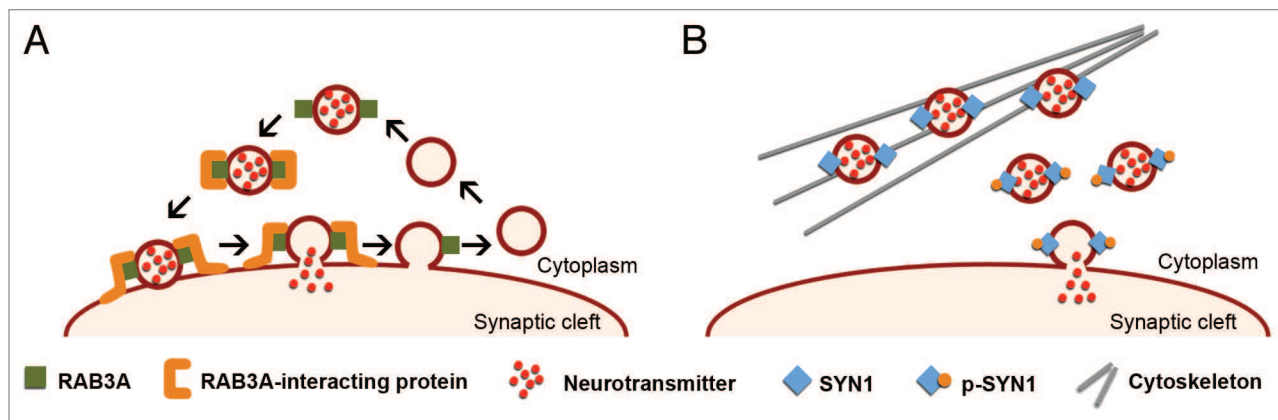 A
B
Cytoplasm
Synaptic cleft
Cytoplasm
Synaptic cleft
RAB3A
RAB3A-interacting protein
Neurotransmitter
SYN1
p-SYN1
Cytoskeleton